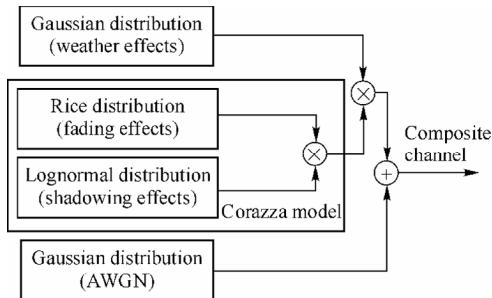 Gaussian distribution
(weather effects)
Rice distribution
(fading effects)
Lognormal distribution
(shadowing effects)
Corazza model
Gaussian distribution
(AWGN)
Composite
channel